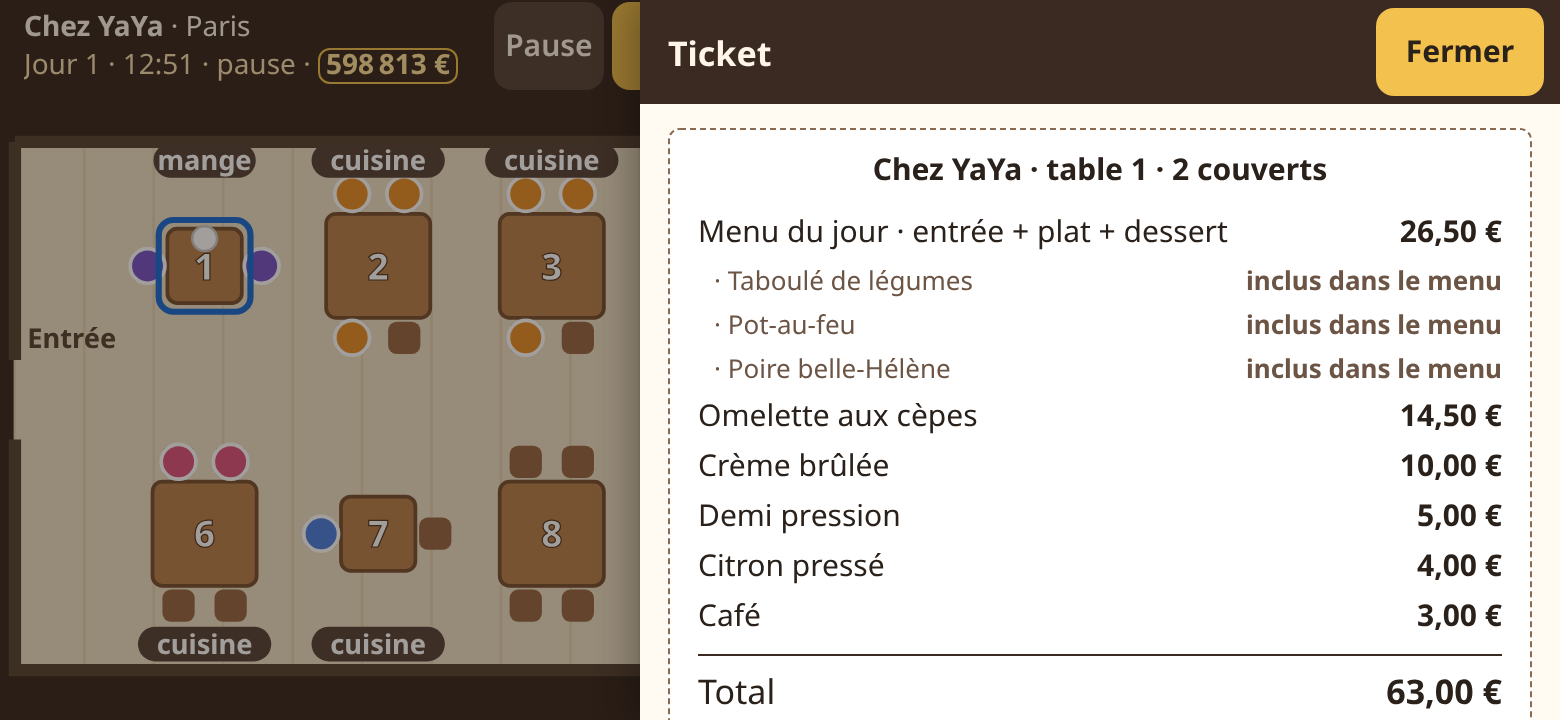 Chez YaYa · Paris
Jour 1 · 12:51 · pause · 598 813 €
Pause
mange
cuisine
cuisine
1
2
3
Entrée
6
7
8
cuisine
cuisine
Ticket
Fermer
Chez YaYa · table 1 · 2 couverts
Menu du jour · entrée + plat + dessert 26,50 €
· Taboulé de légumes inclus dans le menu
· Pot-au-feu inclus dans le menu
· Poire belle-Hélène inclus dans le menu
Omelette aux cèpes 14,50 €
Crème brûlée 10,00 €
Demi pression 5,00 €
Citron pressé 4,00 €
Café 3,00 €
Total 63,00 €